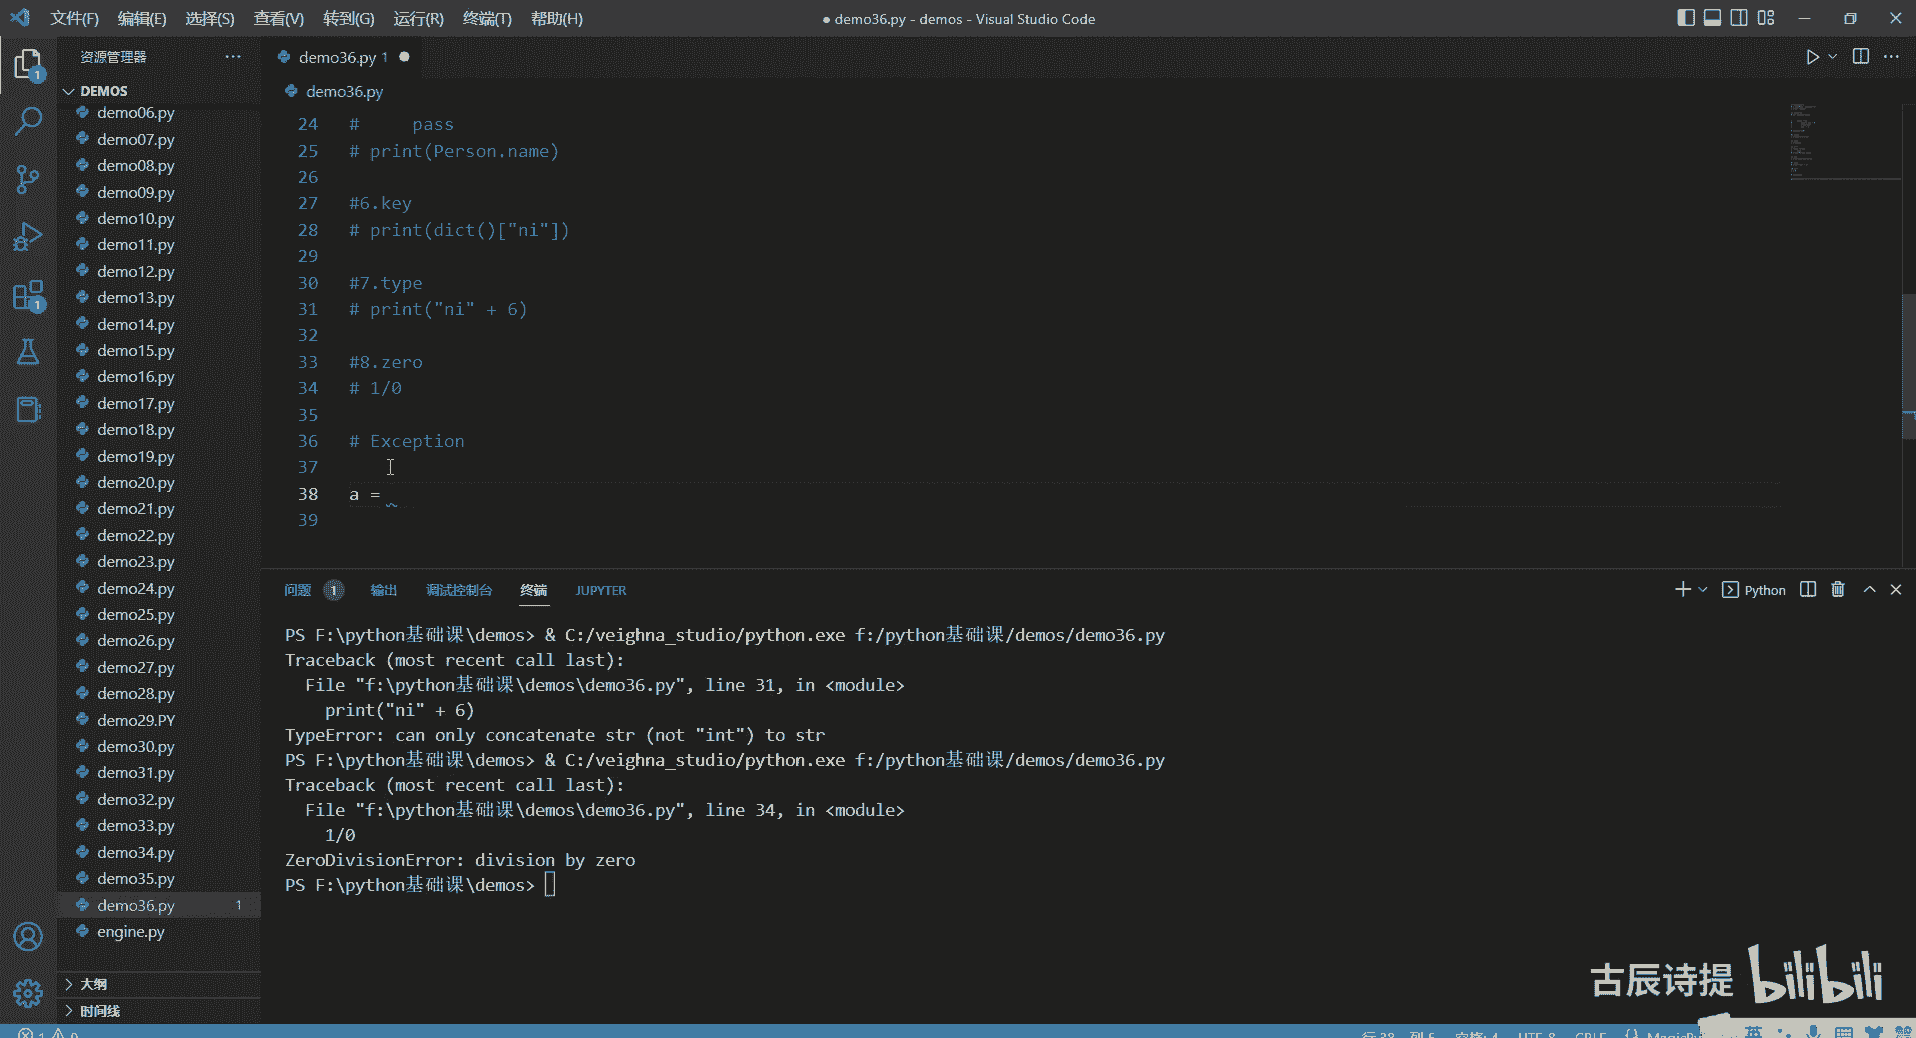 文件(F) 编辑(E) 选择(S) 查看(V) 转到(G) 运行(R) 终端(T) 帮助(H)
● demo36.py - demos - Visual Studio Code
资源管理器
DEMOS
demo06.py
demo07.py
demo08.py
demo09.py
demo10.py
demo11.py
demo12.py
demo13.py
demo14.py
demo15.py
demo16.py
demo17.py
demo18.py
demo19.py
demo20.py
demo21.py
demo22.py
demo23.py
demo24.py
demo25.py
demo26.py
demo27.py
demo28.py
demo29.PY
demo30.py
demo31.py
demo32.py
demo33.py
demo34.py
demo35.py
demo36.py 1
engine.py
大纲
时间线
demo36.py 1
demo36.py
24 #     pass
25 # print(Person.name)
26
27 #6.key
28 # print(dict()["ni"])
29
30 #7.type
31 # print("ni" + 6)
32
33 #8.zero
34 # 1/0
35
36 # Exception
37
38 a =
39
问题 1 输出 调试控制台 终端 JUPYTER
Python
PS F:\python基础课\demos> & C:/veighna_studio/python.exe f:/python基础课/demos/demo36.py
Traceback (most recent call last):
  File "f:\python基础课\demos\demo36.py", line 31, in <module>
    print("ni" + 6)
TypeError: can only concatenate str (not "int") to str
PS F:\python基础课\demos> & C:/veighna_studio/python.exe f:/python基础课/demos/demo36.py
Traceback (most recent call last):
  File "f:\python基础课\demos\demo36.py", line 34, in <module>
    1/0
ZeroDivisionError: division by zero
PS F:\python基础课\demos>
古辰诗提 bilibili